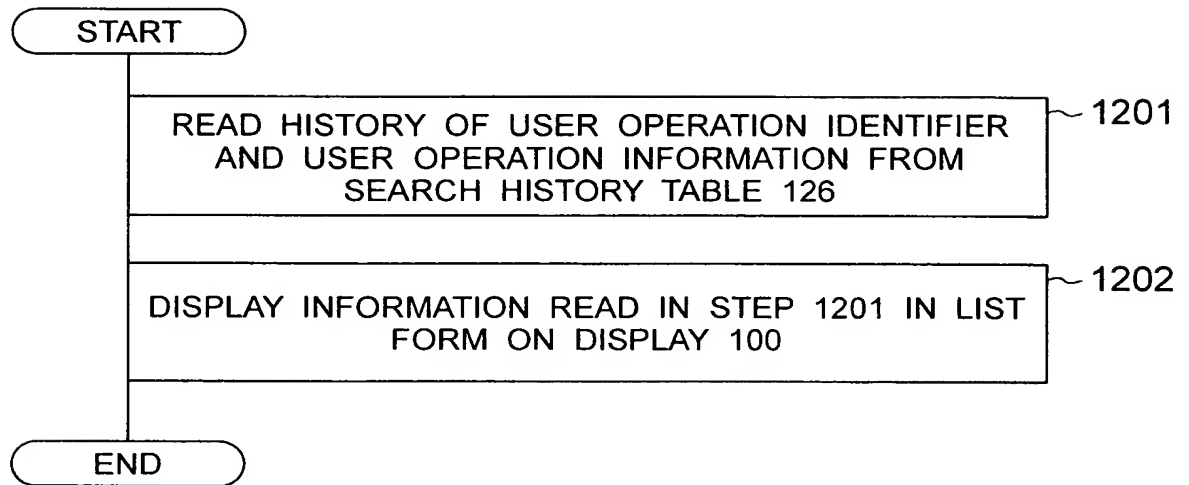 START
READ HISTORY OF USER OPERATION IDENTIFIER
AND USER OPERATION INFORMATION FROM
SEARCH HISTORY TABLE 126
1201
DISPLAY INFORMATION READ IN STEP 1201 IN LIST
FORM ON DISPLAY 100
1202
END